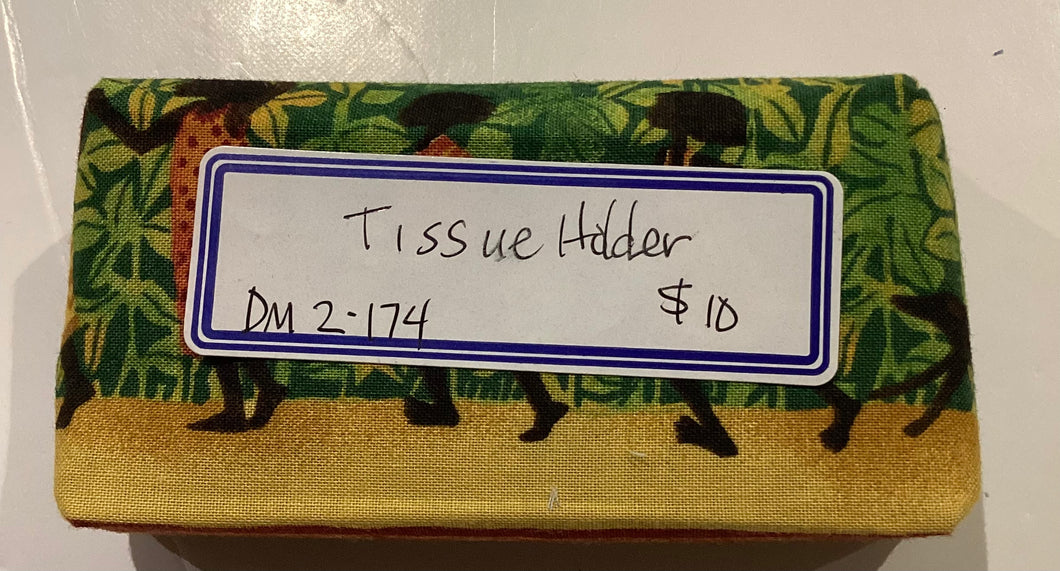 Tissue Holder
DM 2-174 $10